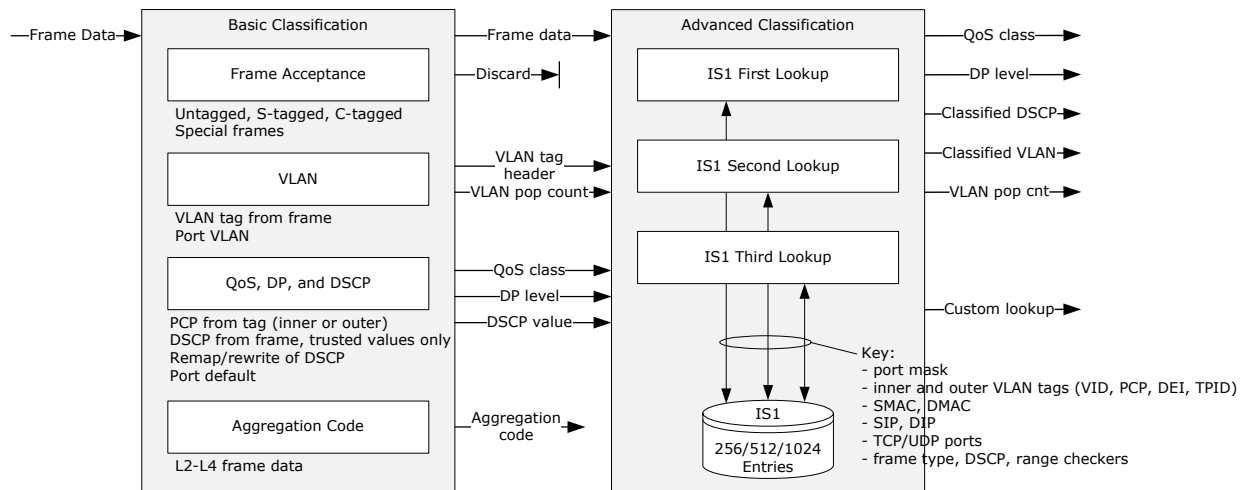 Basic Classification
Advanced Classification
Frame Data
Frame data
QoS class
Frame Acceptance
Discard
IS1 First Lookup
DP level
Untagged, S-tagged, C-tagged
Special frames
Classified DSCP
VLAN
VLAN tag
header
IS1 Second Lookup
Classified VLAN
VLAN pop count
VLAN pop cnt
VLAN tag from frame
Port VLAN
IS1 Third Lookup
QoS, DP, and DSCP
QoS class
DP level
DSCP value
Custom lookup
PCP from tag (inner or outer)
DSCP from frame, trusted values only
Remap/rewrite of DSCP
Port default
Key:
- port mask
- inner and outer VLAN tags (VID, PCP, DEI, TPID)
- SMAC, DMAC
- SIP, DIP
- TCP/UDP ports
- frame type, DSCP, range checkers
Aggregation Code
Aggregation
code
L2-L4 frame data
IS1
256/512/1024
Entries